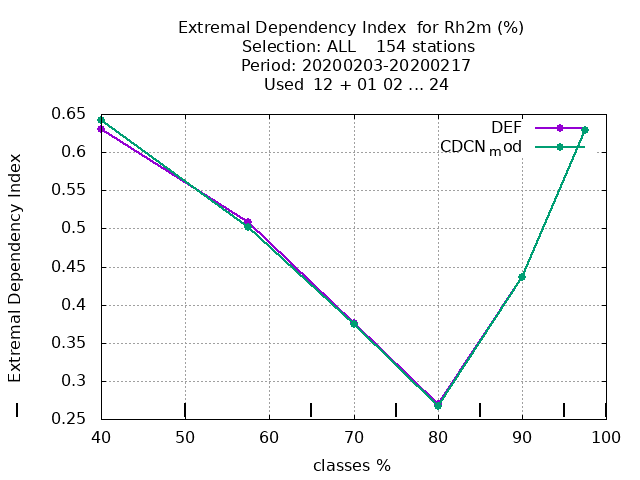 Extremal Dependency Index  for Rh2m (%)
Selection: ALL    154 stations
Period: 20200203-20200217
Used  12 + 01 02 ... 24
Extremal Dependency Index
0.65
0.6
0.55
0.5
0.45
0.4
0.35
0.3
0.25
DEF
CDCNmod
40
50
60
70
80
90
100
classes %